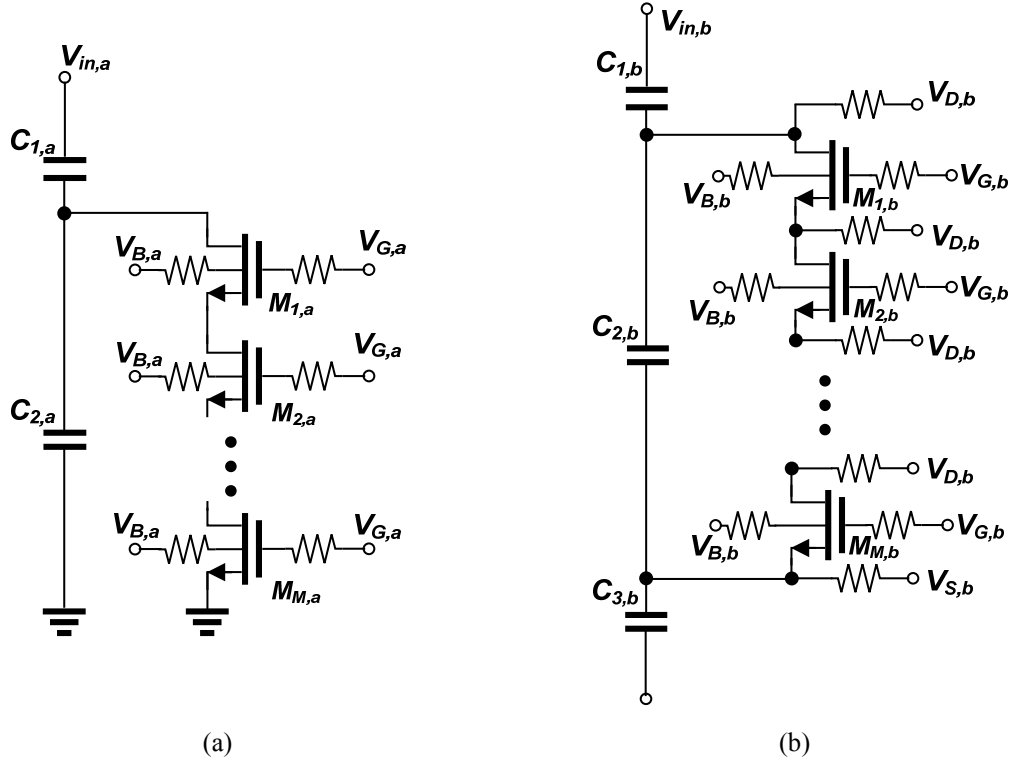 V_in,a
C_1,a
V_B,a
V_G,a
M_1,a
V_B,a
V_G,a
C_2,a
M_2,a
V_B,a
V_G,a
M_M,a
(a)
V_in,b
C_1,b
V_D,b
V_B,b
V_G,b
M_1,b
V_D,b
V_B,b
V_G,b
M_2,b
C_2,b
V_D,b
V_D,b
V_B,b
V_G,b
M_M,b
C_3,b
V_S,b
(b)